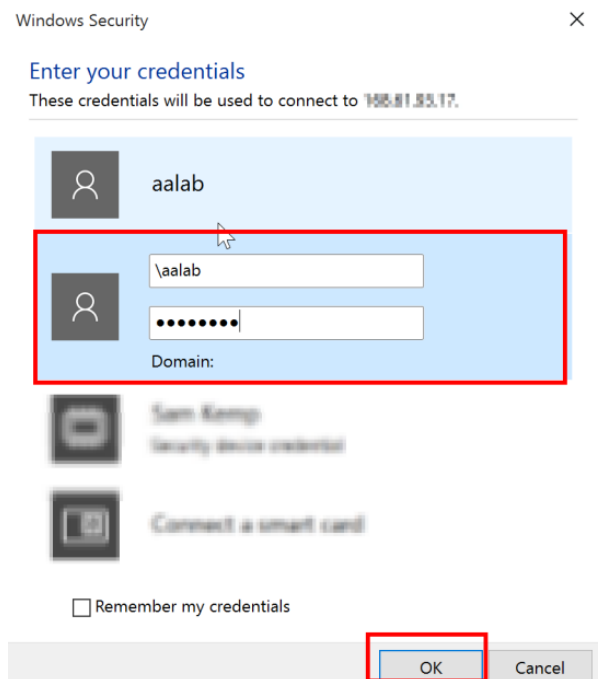 Windows Security
Enter your credentials
These credentials will be used to connect to
aalab
\aalab
●●●●●●●●
Domain:
Remember my credentials
OK
Cancel